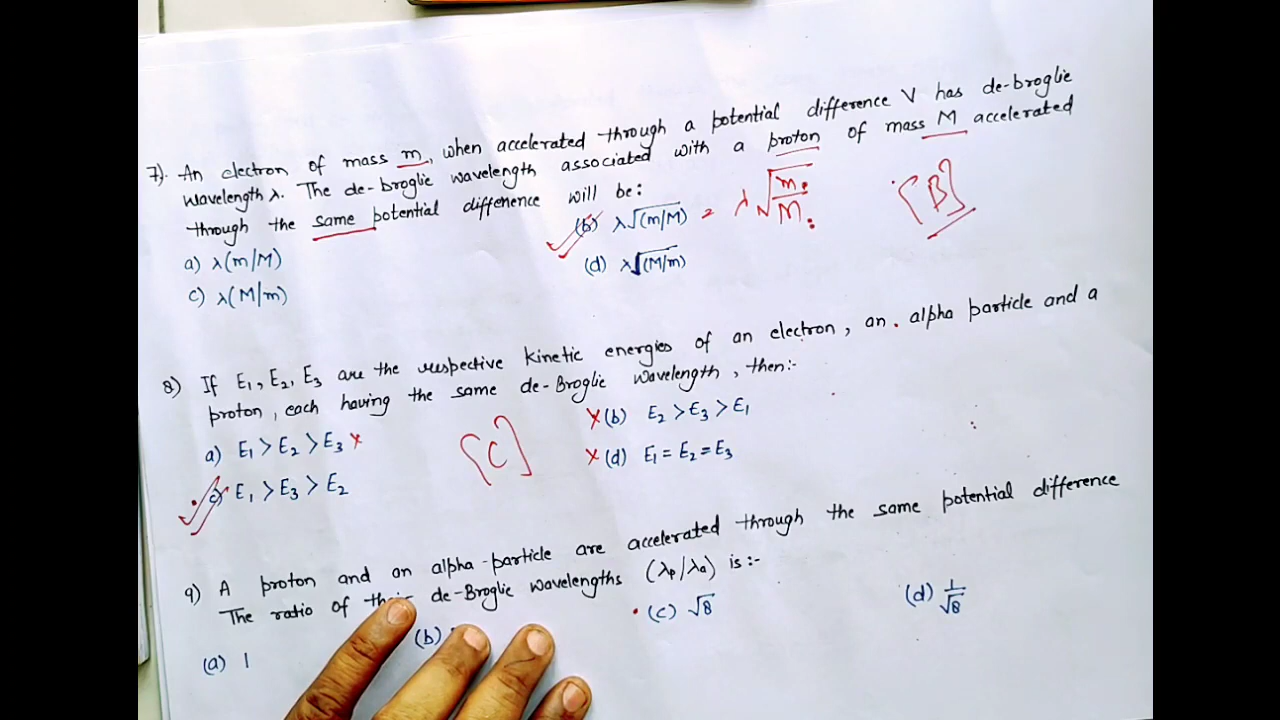 7). An electron of mass m, when accelerated through a potential difference V has de-broglie
wavelength λ. The de-broglie wavelength associated with a proton of mass M accelerated
through the same potential difference will be:
a) λ(m/M)
(b) λ√(m/M) = λ√m/M
[B]
c) λ(M/m)
(d) λ√(M/m)
8) If E₁, E₂, E₃ are the respective kinetic energies of an electron, an alpha particle and a
proton, each having the same de-Broglie wavelength, then:-
a) E₁ > E₂ > E₃ x
x (b) E₂ > E₃ > E₁
[C]
c) E₁ > E₃ > E₂
x (d) E₁ = E₂ = E₃
9) A proton and an alpha-particle are accelerated through the same potential difference
The ratio of their de-Broglie wavelengths (λp/λa) is:-
(a) 1
(b)
(c) √8
(d) 1/√8